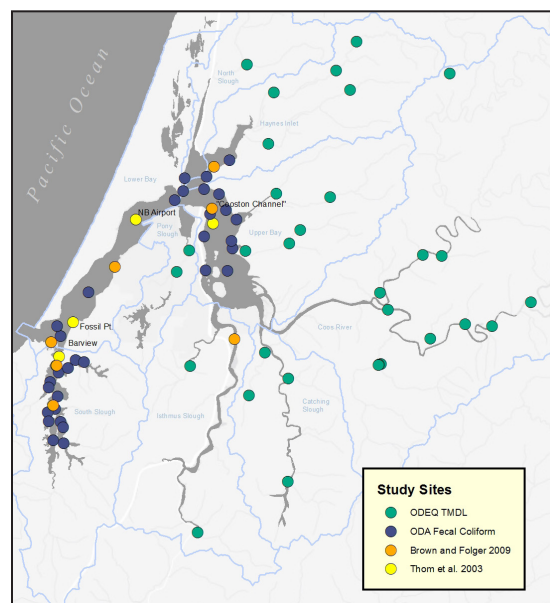 Pacific Ocean
North
Slough
Haynes Inlet
Lower Bay
"Cooston Channel"
NB Airport
Pony
Slough
Upper Bay
Fossil Pt.
Barview
Coos River
South Slough
Isthmus Slough
Catching
Slough
Study Sites
ODEQ TMDL
ODA Fecal Coliform
Brown and Folger 2009
Thom et al. 2003